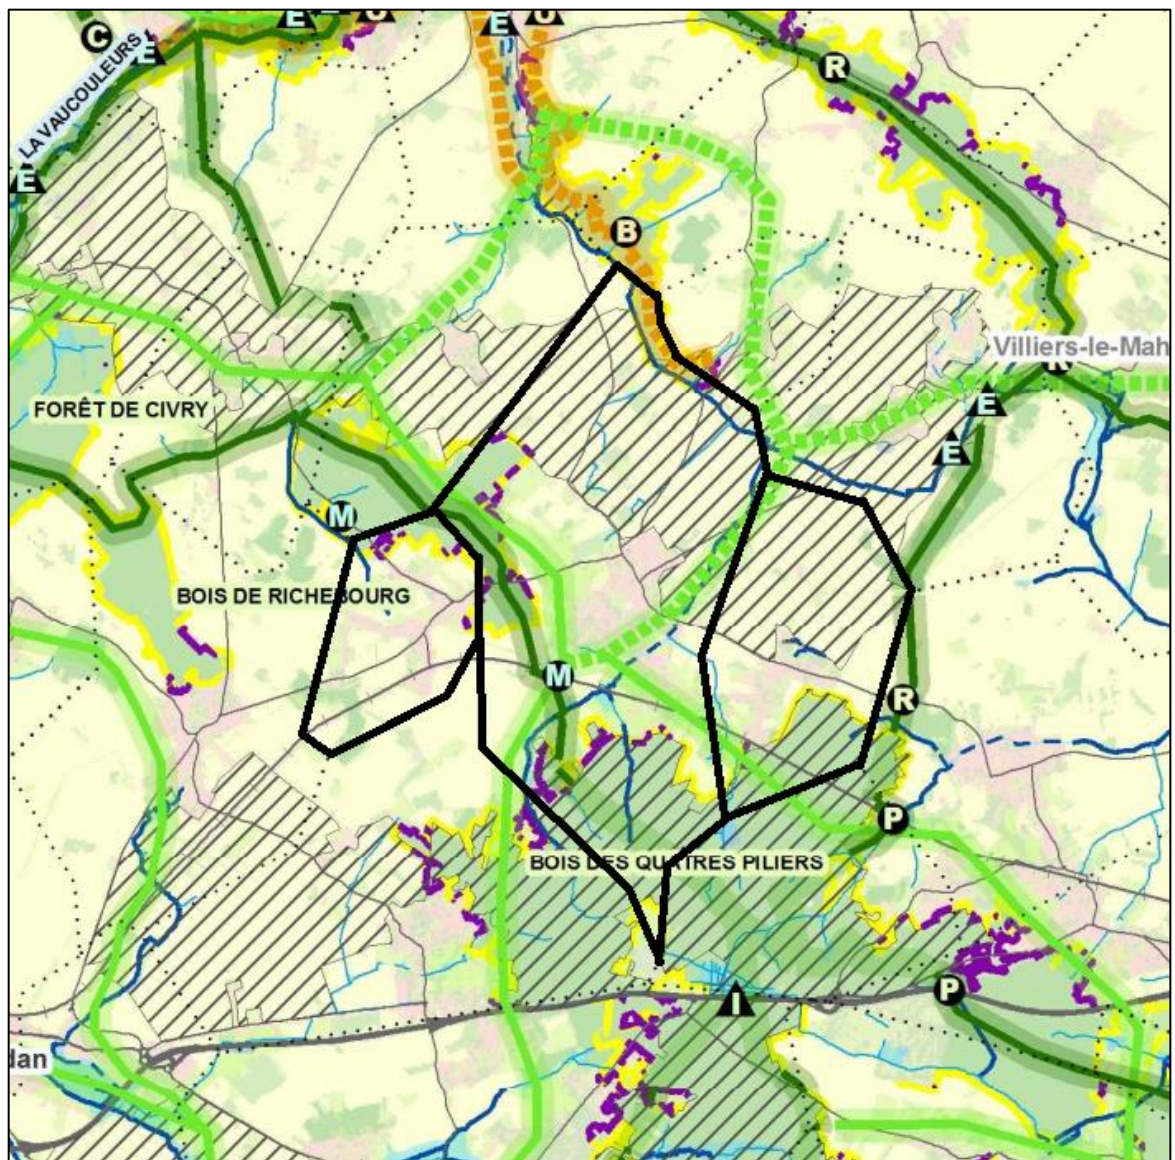 E
U
E
C
E
R
LA VAUCOULEURS
E
B
Villiers-le-Mah
R
E
FORÊT DE CIVRY
E
M
BOIS DE RICHEBOURG
M
R
P
BOIS DES QUATRES PILIERS
P
I
dan